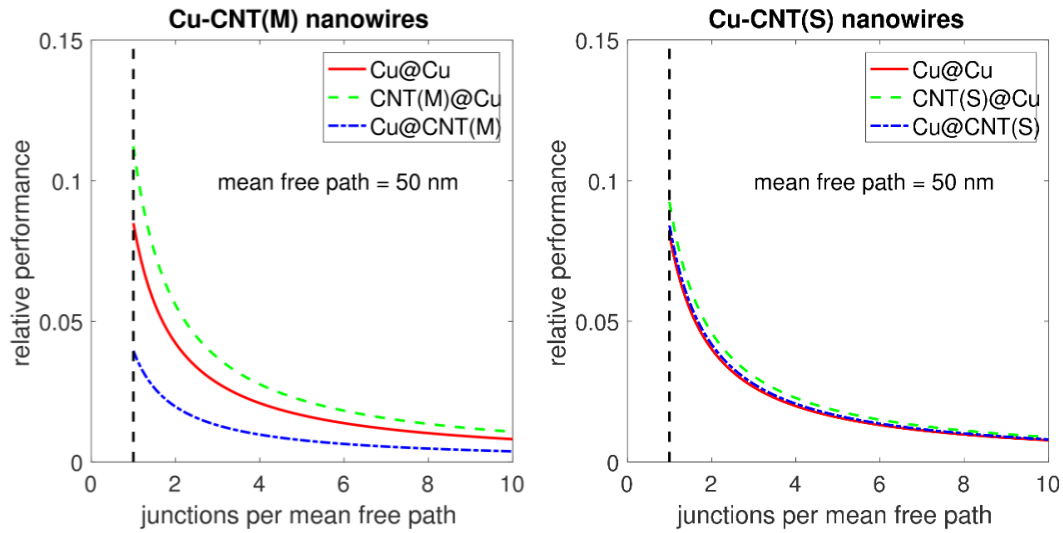 Cu-CNT(M) nanowires
0.15
0.1
0.05
0
relative performance
Cu@Cu
CNT(M)@Cu
Cu@CNT(M)
mean free path = 50 nm
0 2 4 6 8 10
junctions per mean free path
Cu-CNT(S) nanowires
0.15
0.1
0.05
0
relative performance
Cu@Cu
CNT(S)@Cu
Cu@CNT(S)
mean free path = 50 nm
0 2 4 6 8 10
junctions per mean free path